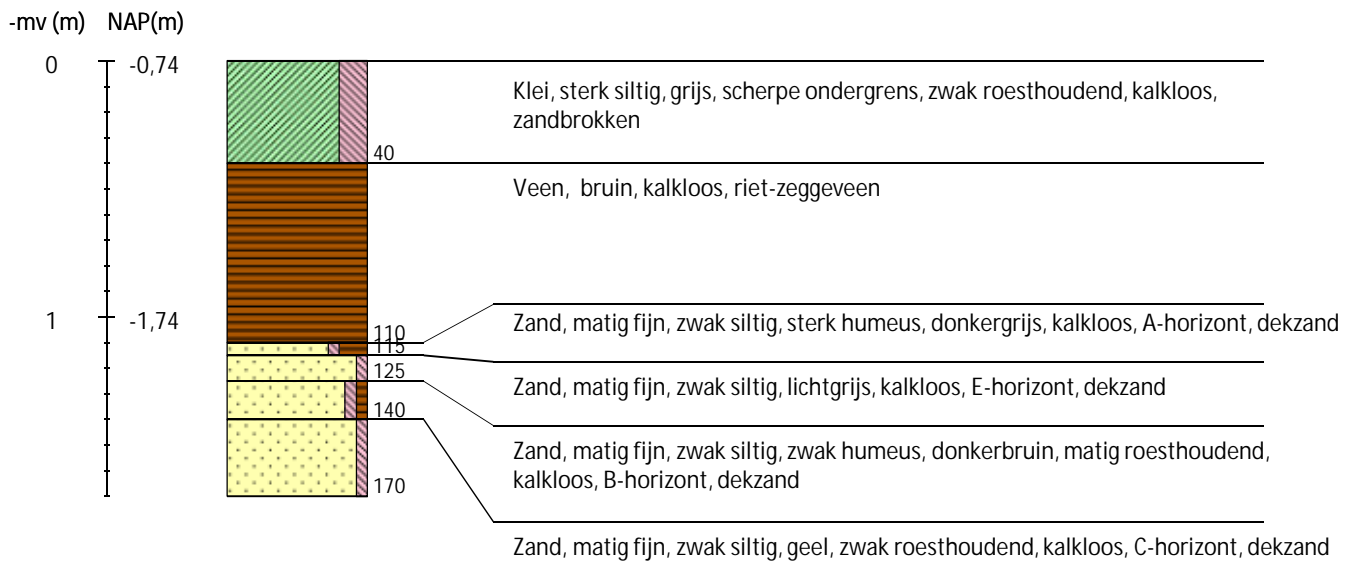 -mv (m) NAP(m)
0 -0,74
Klei, sterk siltig, grijs, scherpe ondergrens, zwak roesthoudend, kalkloos,
zandbrokken
40
Veen, bruin, kalkloos, riet-zeggeveen
1 -1,74
110
Zand, matig fijn, zwak siltig, sterk humeus, donkergrijs, kalkloos, A-horizont, dekzand
115
125
Zand, matig fijn, zwak siltig, lichtgrijs, kalkloos, E-horizont, dekzand
140
Zand, matig fijn, zwak siltig, zwak humeus, donkerbruin, matig roesthoudend,
kalkloos, B-horizont, dekzand
170
Zand, matig fijn, zwak siltig, geel, zwak roesthoudend, kalkloos, C-horizont, dekzand